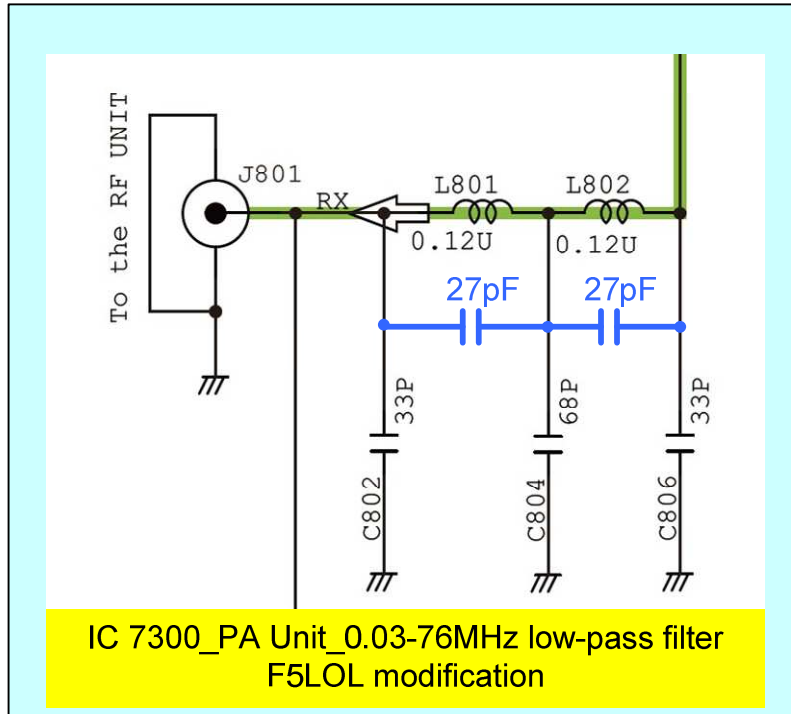 To the RF UNIT
J801
RX
L801
L802
0.12U
0.12U
27pF
27pF
33P
68P
33P
C802
C804
C806
IC 7300_PA Unit_0.03-76MHz low-pass filter
F5LOL modification